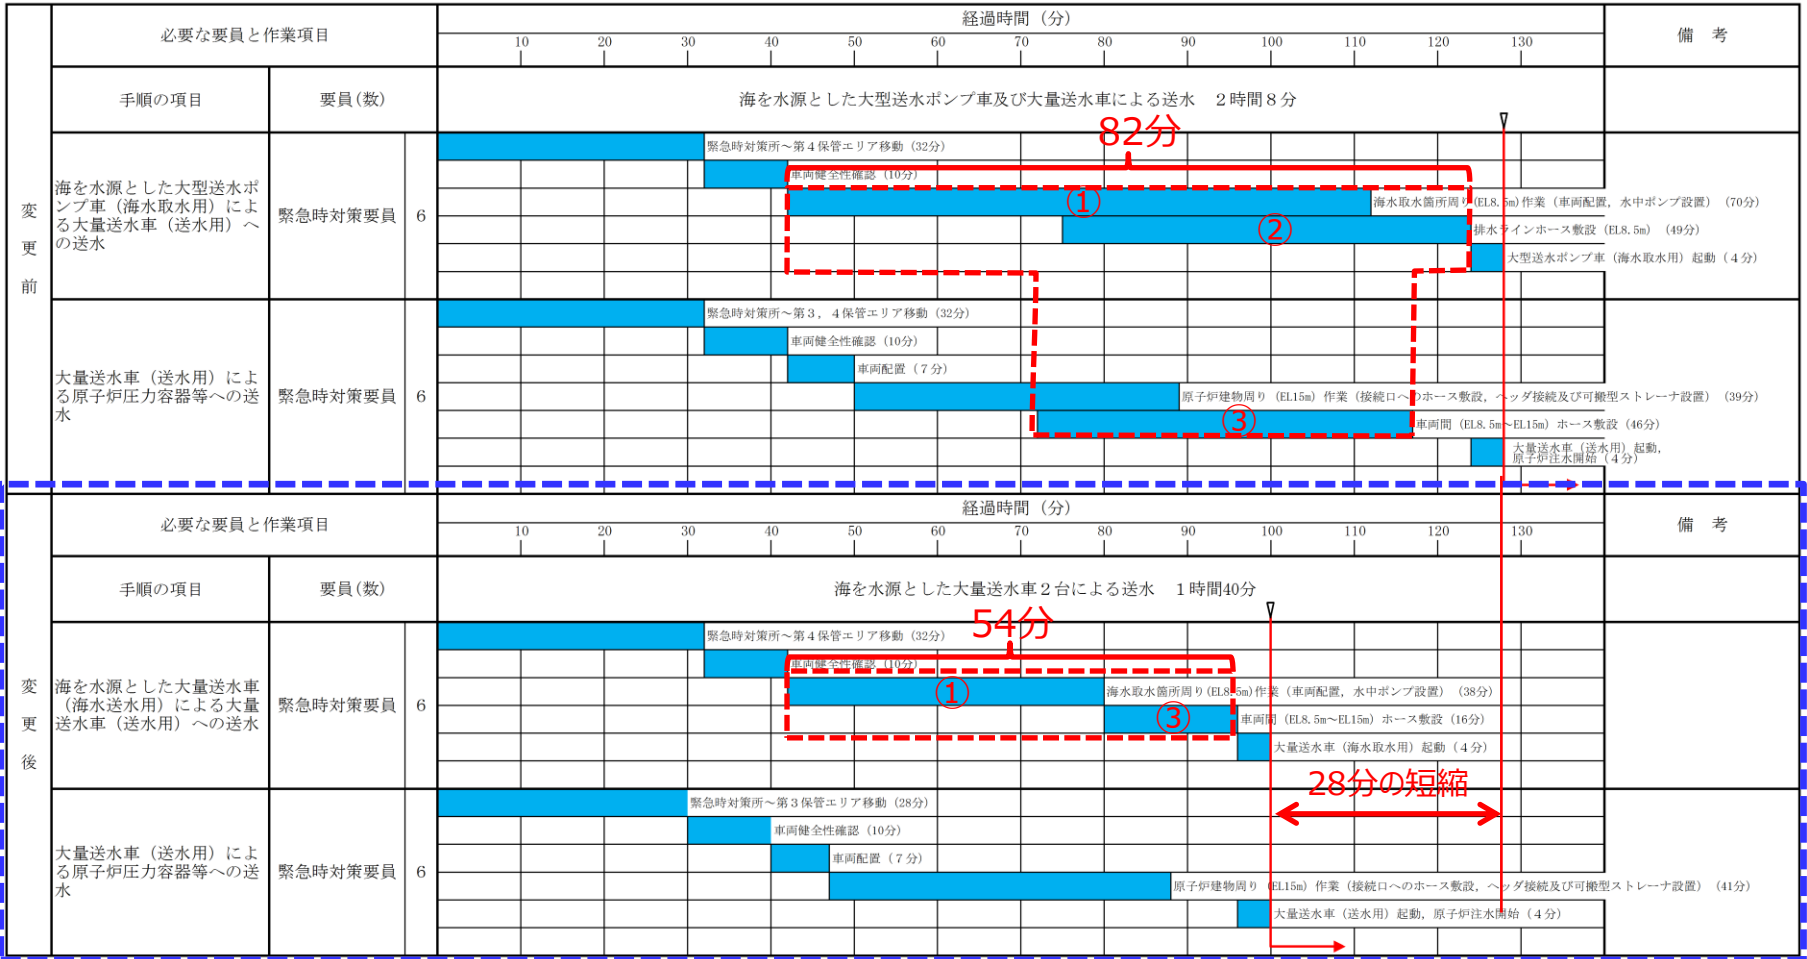 必要な要員と作業項目
経過時間（分）
備　考
10 20 30 40 50 60 70 80 90 100 110 120 130
手順の項目
要員(数)
海を水源とした大型送水ポンプ車及び大量送水車による送水　２時間８分
82分
変更前
海を水源とした大型送水ポ
ンプ車（海水取水用）によ
る大量送水車（送水用）へ
の送水
緊急時対策要員
6
緊急時対策所～第４保管エリア移動（32分）
車両健全性確認（10分）
①
海水取水箇所周り(EL8.5m)作業（車両配置，水中ポンプ設置）（70分）
②
排水ラインホース敷設（EL8.5m）（49分）
大型送水ポンプ車（海水取水用）起動（４分）
大量送水車（送水用）によ
る原子炉圧力容器等への送
水
緊急時対策要員
6
緊急時対策所～第３，４保管エリア移動（32分）
車両健全性確認（10分）
車両配置（７分）
原子炉建物周り（EL15m）作業（接続口へのホース敷設，ヘッダ接続及び可搬型ストレーナ設置）（39分）
③
車両間（EL8.5m～EL15m）ホース敷設（46分）
大量送水車（送水用）起動，
原子炉注水開始（４分）
必要な要員と作業項目
経過時間（分）
備　考
10 20 30 40 50 60 70 80 90 100 110 120 130
手順の項目
要員(数)
海を水源とした大量送水車２台による送水　１時間40分
54分
変更後
海を水源とした大量送水車
（海水送水用）による大量
送水車（送水用）への送水
緊急時対策要員
6
緊急時対策所～第４保管エリア移動（32分）
車両健全性確認（10分）
①
海水取水箇所周り(EL8.5m)作業（車両配置，水中ポンプ設置）（38分）
③
車両間（EL8.5m～EL15m）ホース敷設（16分）
大量送水車（海水取水用）起動（４分）
28分の短縮
大量送水車（送水用）によ
る原子炉圧力容器等への送
水
緊急時対策要員
6
緊急時対策所～第３保管エリア移動（28分）
車両健全性確認（10分）
車両配置（７分）
原子炉建物周り（EL15m）作業（接続口へのホース敷設，ヘッダ接続及び可搬型ストレーナ設置）（41分）
大量送水車（送水用）起動，原子炉注水開始（４分）